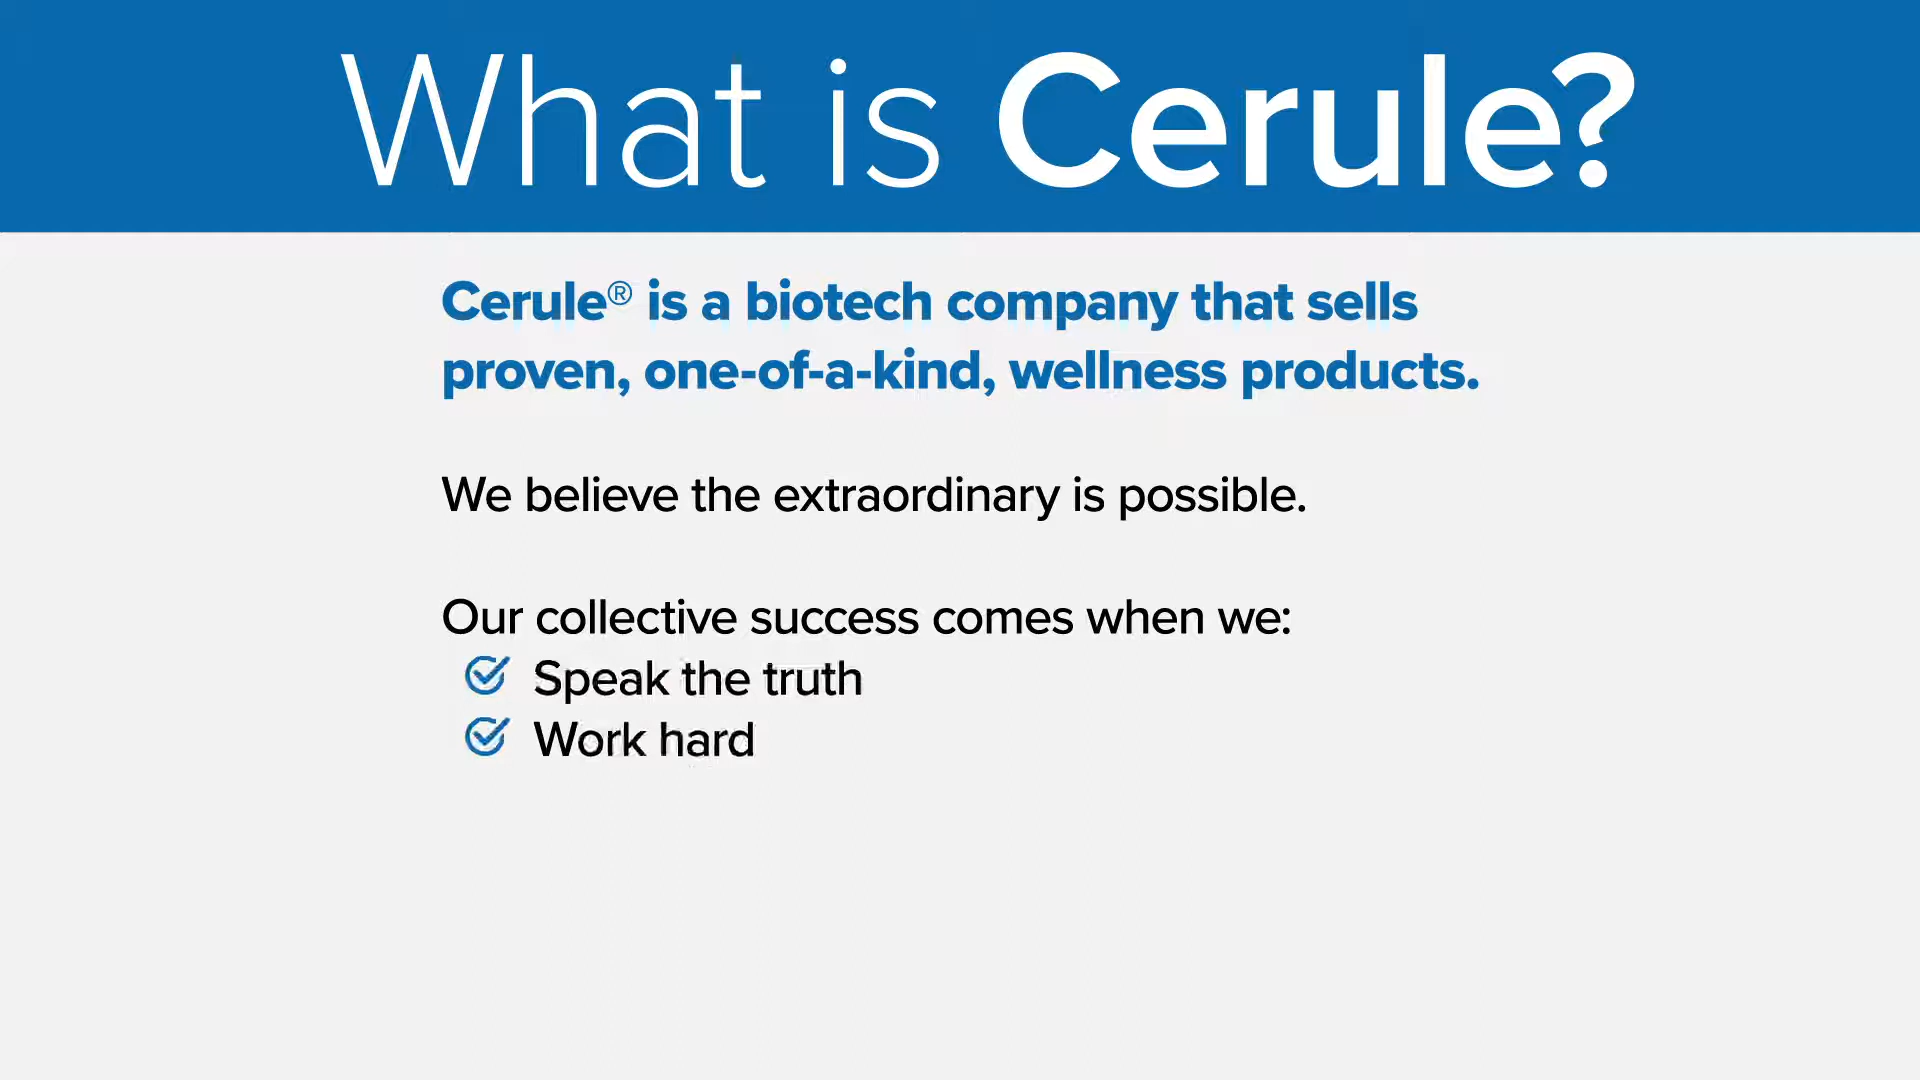 What is Cerule?
Cerule® is a biotech company that sells
proven, one-of-a-kind, wellness products.
We believe the extraordinary is possible.
Our collective success comes when we:
Speak the truth
Work hard